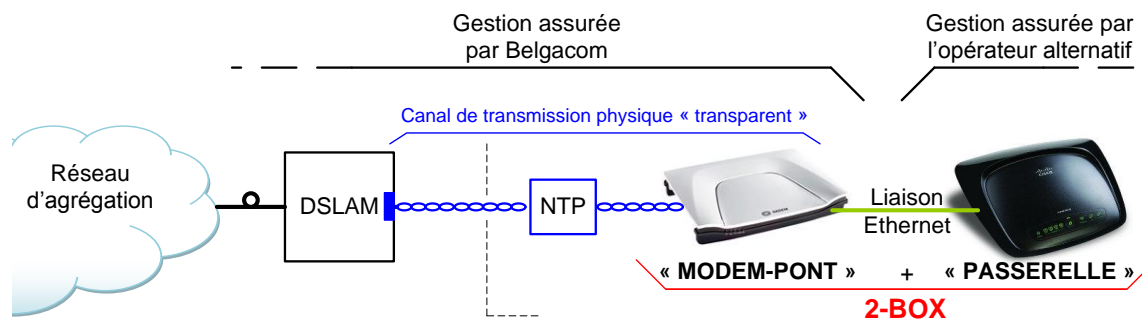 Gestion assurée
par Belgacom
Gestion assurée par
l'opérateur alternatif
Canal de transmission physique « transparent »
Réseau
d'agrégation
DSLAM
NTP
Liaison
Ethernet
« MODEM-PONT » + « PASSERELLE »
2-BOX